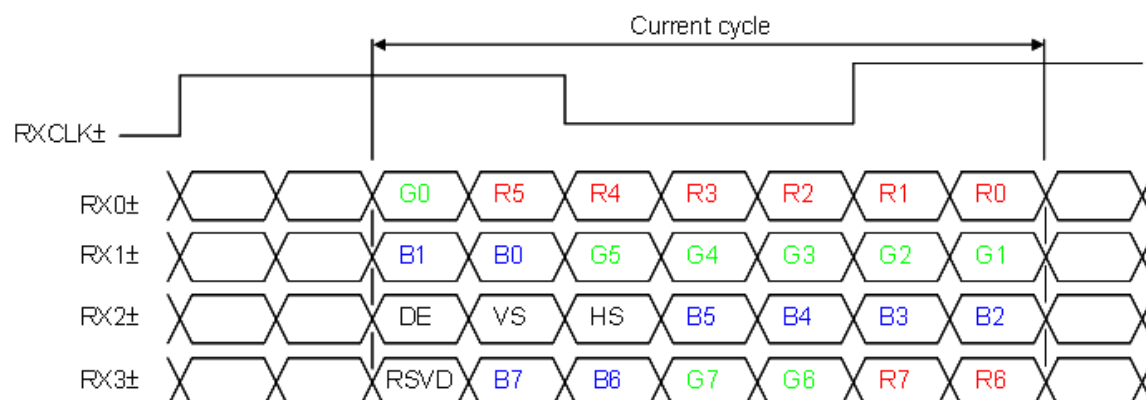 Current cycle
RXCLK±
RX0± G0 R5 R4 R3 R2 R1 R0
RX1± B1 B0 G5 G4 G3 G2 G1
RX2± DE VS HS B5 B4 B3 B2
RX3± RSVD B7 B6 G7 G6 R7 R6